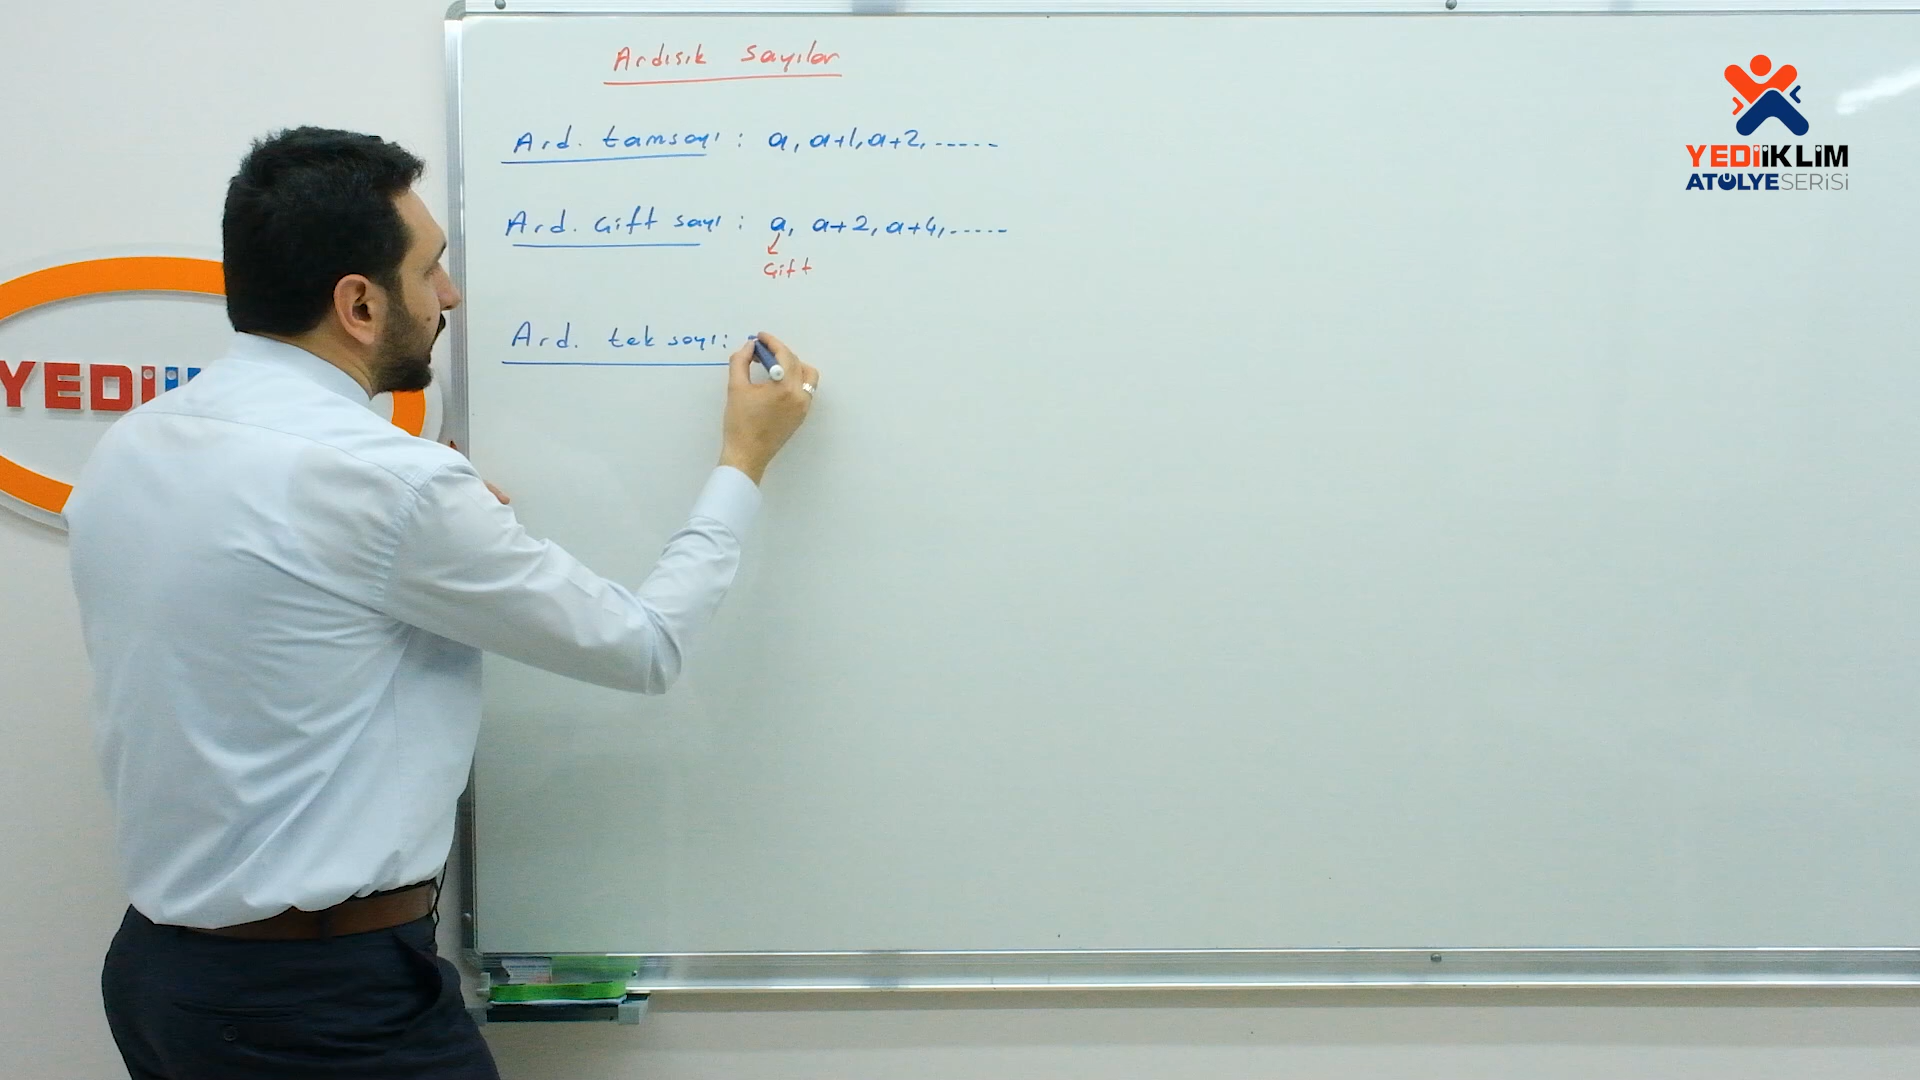 Ardışık Sayılar
Ard. tamsayı : a, a+1, a+2, ......
Ard. Çift sayı : a, a+2, a+4, ......
Çift
Ard. tek sayı :
YEDİİKLİM
ATÖLYE SERİSİ
YEDİİ